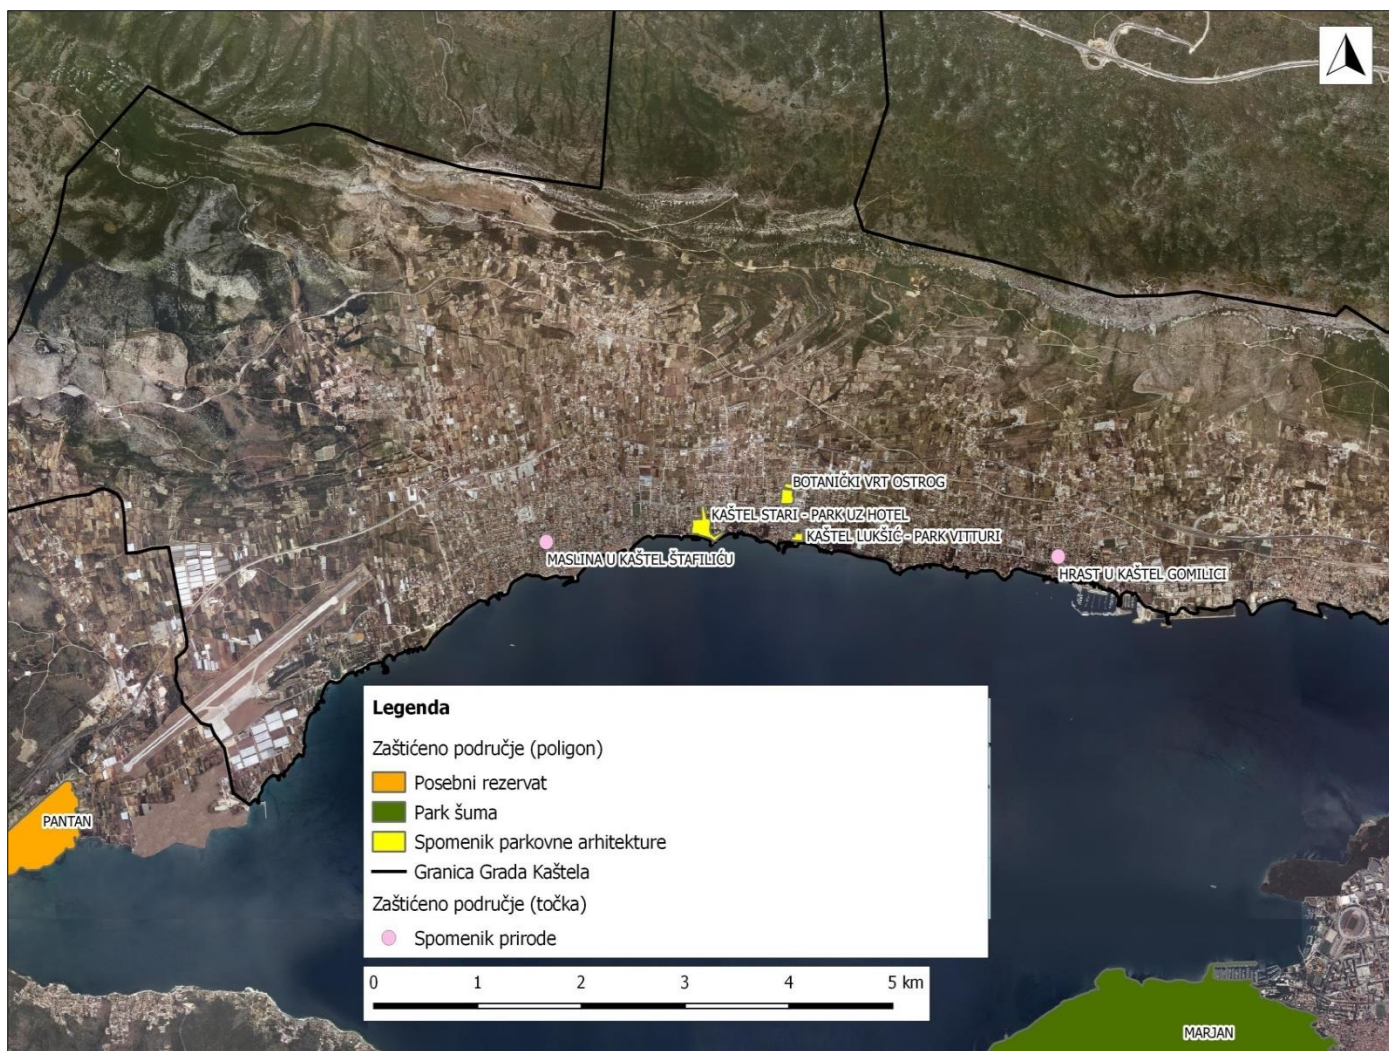 BOTANIČKI VRT OSTROG
KAŠTEL STARI - PARK UZ HOTEL
KAŠTEL LUKŠIĆ - PARK VITTURI
MASLINA U KAŠTEL ŠTAFILIĆU
HRAST U KAŠTEL GOMILICI
Legenda
Zaštićeno područje (poligon)
Posebni rezervat
Park šuma
Spomenik parkovne arhitekture
Granica Grada Kaštela
Zaštićeno područje (točka)
Spomenik prirode
PANTAN
0 1 2 3 4 5 km
MARJAN